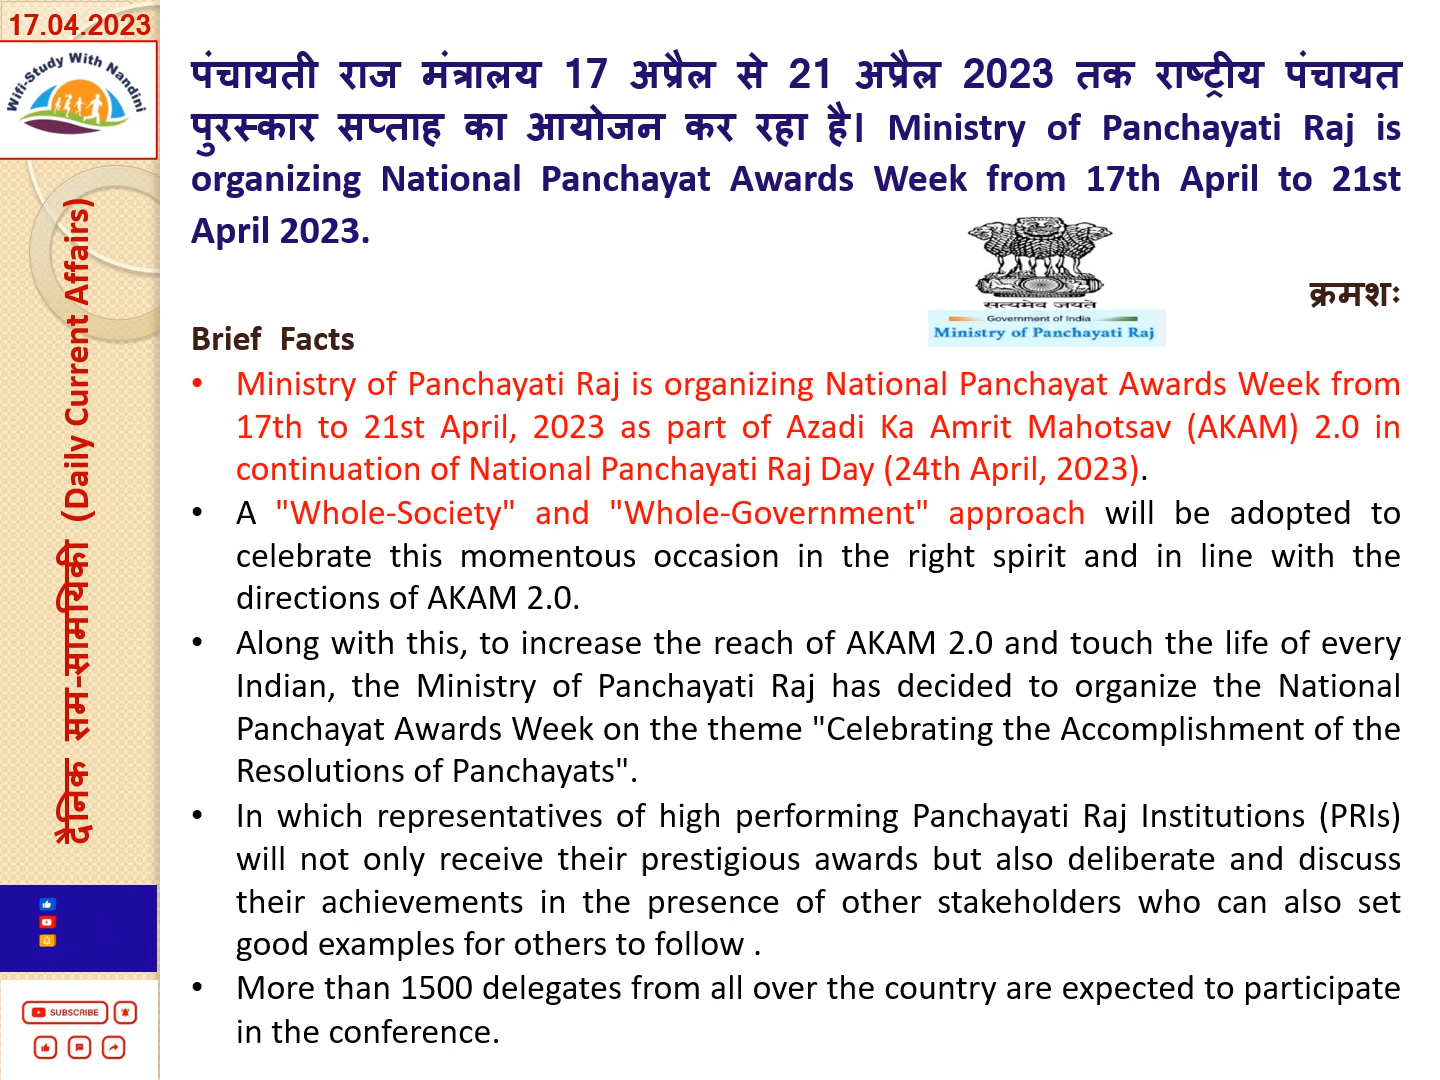 17.04.2023
Wifi-Study With Nandini
दैनिक सम-सामयिकी (Daily Current Affairs)
SUBSCRIBE
पंचायती राज मंत्रालय 17 अप्रैल से 21 अप्रैल 2023 तक राष्ट्रीय पंचायत
पुरस्कार सप्ताह का आयोजन कर रहा है। Ministry of Panchayati Raj is
organizing National Panchayat Awards Week from 17th April to 21st
April 2023.
सत्यमेव जयते
Government of India
Ministry of Panchayati Raj
क्रमशः
Brief Facts
• Ministry of Panchayati Raj is organizing National Panchayat Awards Week from
17th to 21st April, 2023 as part of Azadi Ka Amrit Mahotsav (AKAM) 2.0 in
continuation of National Panchayati Raj Day (24th April, 2023).
• A "Whole-Society" and "Whole-Government" approach will be adopted to
celebrate this momentous occasion in the right spirit and in line with the
directions of AKAM 2.0.
• Along with this, to increase the reach of AKAM 2.0 and touch the life of every
Indian, the Ministry of Panchayati Raj has decided to organize the National
Panchayat Awards Week on the theme "Celebrating the Accomplishment of the
Resolutions of Panchayats".
• In which representatives of high performing Panchayati Raj Institutions (PRIs)
will not only receive their prestigious awards but also deliberate and discuss
their achievements in the presence of other stakeholders who can also set
good examples for others to follow .
• More than 1500 delegates from all over the country are expected to participate
in the conference.